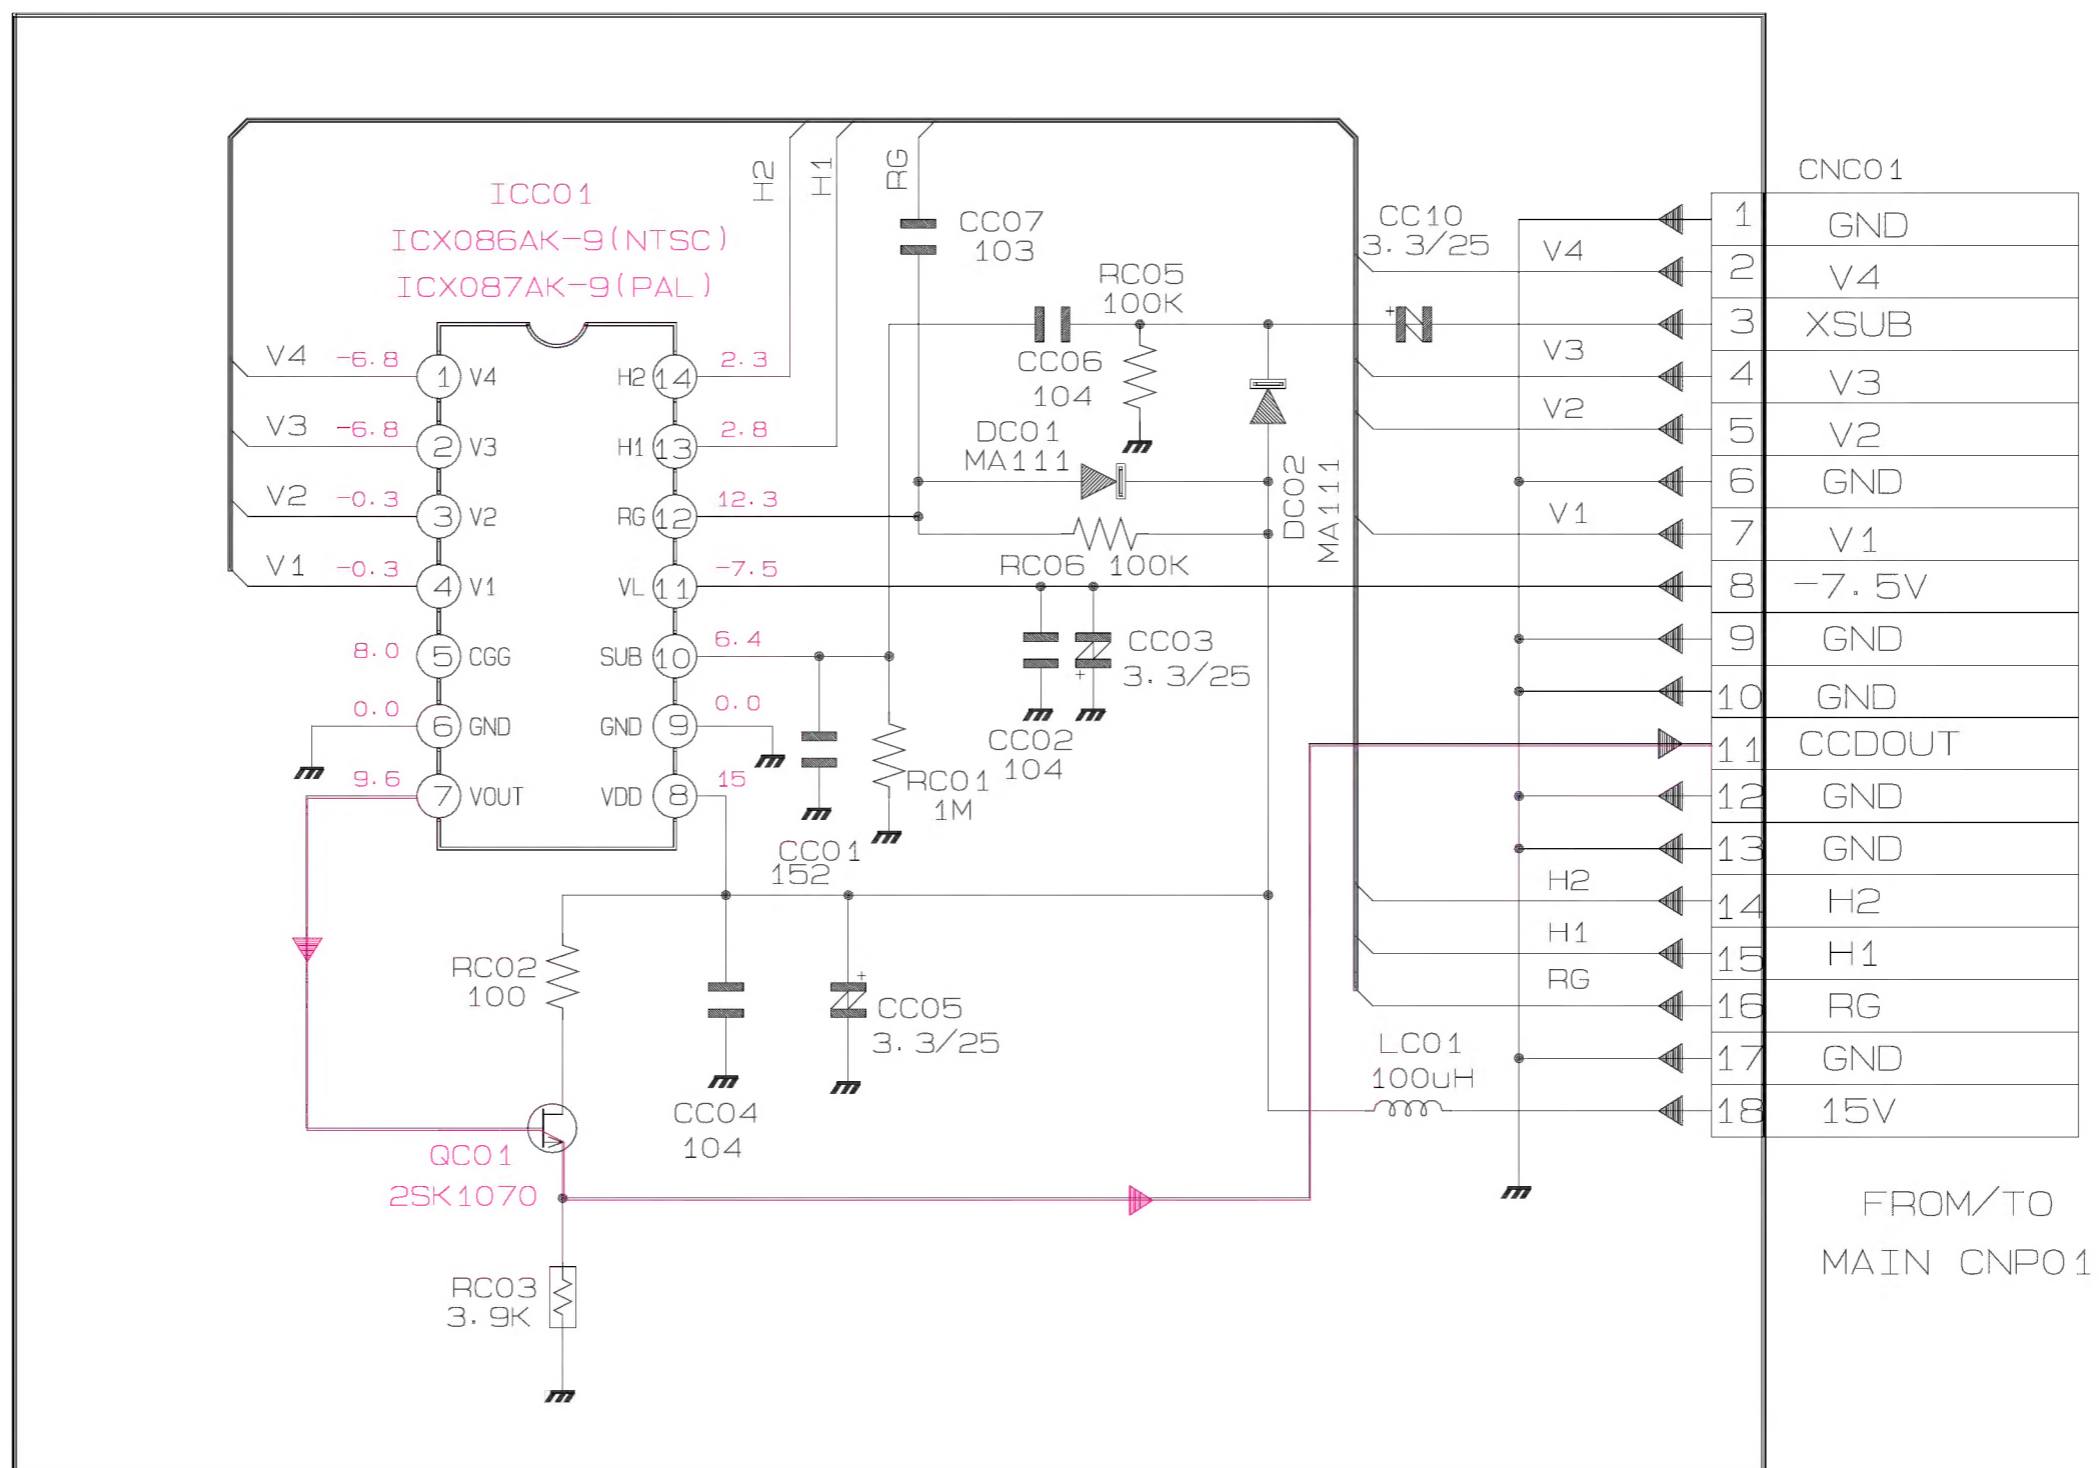 ICC01
ICX086AK-9(NTSC)
ICX087AK-9(PAL)
H2
H1
RG
CC07
103
RC05
100K
CC10
3.3/25
CC06
104
DC01
MA111
DC02
MA111
RC06 100K
V4 -6.8
V3 -6.8
V2 -0.3
V1 -0.3
8.0
0.0
9.6
1 V4
2 V3
3 V2
4 V1
5 CGG
6 GND
7 VOUT
H2 14 2.3
H1 13 2.8
RG 12 12.3
VL 11 -7.5
SUB 10 6.4
GND 9 0.0
VDD 8 15
CC03
+
3.3/25
CC02
104
RC01
1M
CC01
152
RC02
100
+
CC05
3.3/25
CC04
104
QC01
2SK1070
RC03
3.9K
LC01
100uH
+
V4
V3
V2
V1
H2
H1
RG
CNC01
1 GND
2 V4
3 XSUB
4 V3
5 V2
6 GND
7 V1
8 -7.5V
9 GND
10 GND
11 CCDOUT
12 GND
13 GND
14 H2
15 H1
16 RG
17 GND
18 15V
FROM/TO
MAIN CNP01